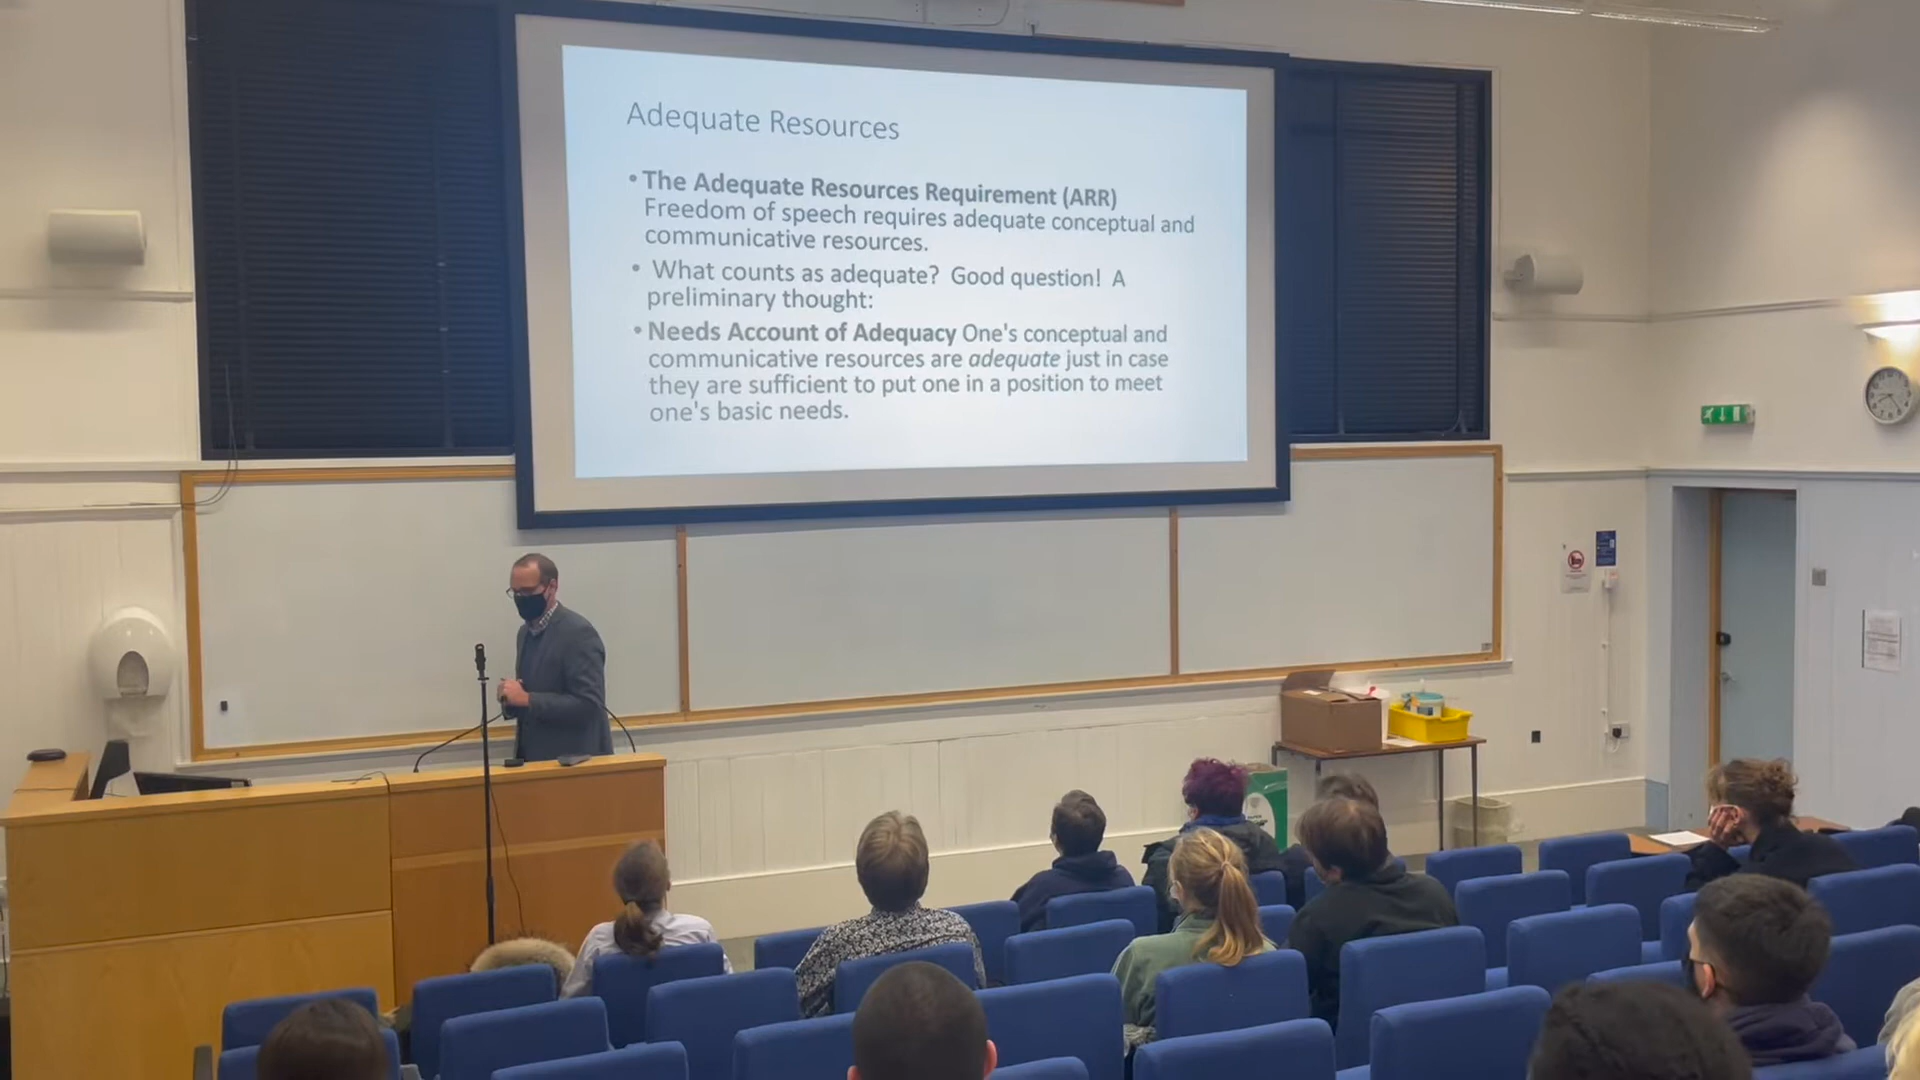 Adequate Resources
• The Adequate Resources Requirement (ARR)
Freedom of speech requires adequate conceptual and
communicative resources.
• What counts as adequate? Good question! A
preliminary thought:
• Needs Account of Adequacy One's conceptual and
communicative resources are adequate just in case
they are sufficient to put one in a position to meet
one's basic needs.